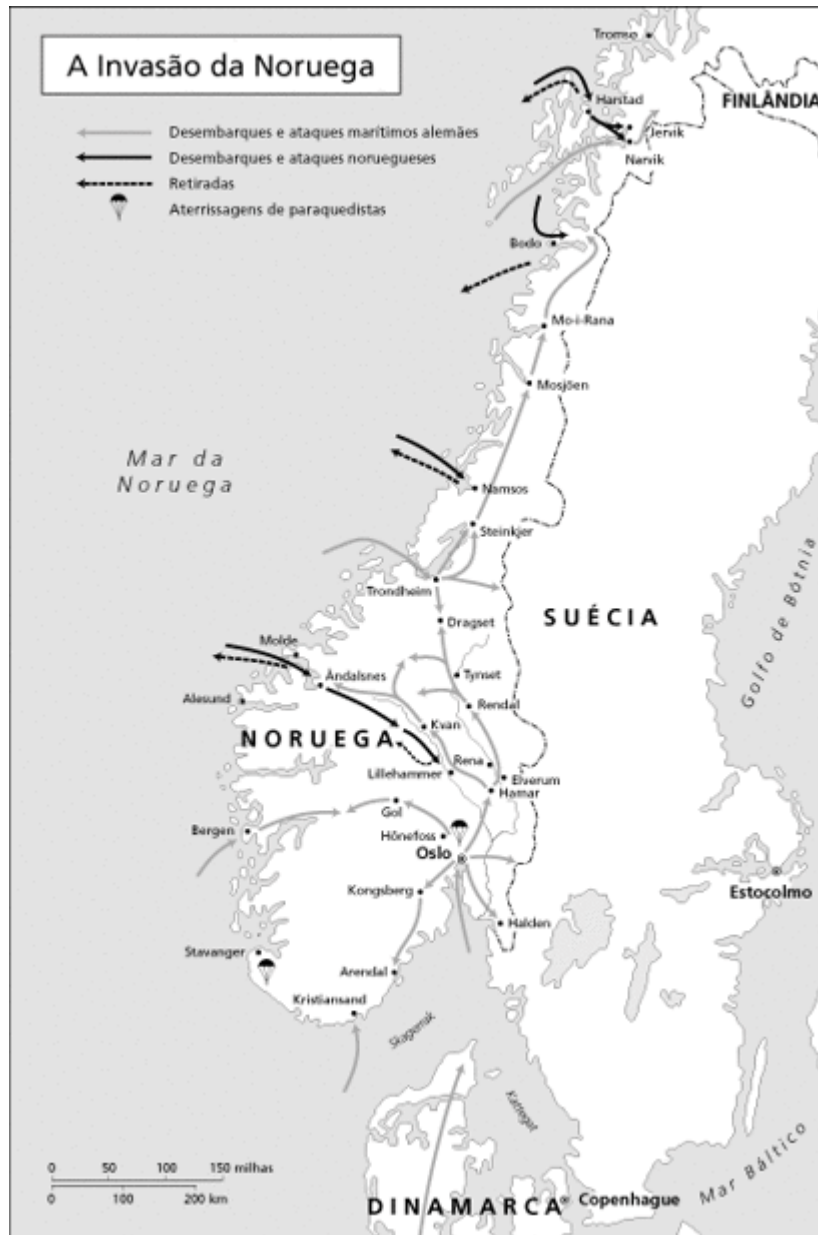 A Invasão da Noruega
Desembarques e ataques marítimos alemães
Desembarques e ataques noruegueses
Retiradas
Aterrissagens de paraquedistas
Tromsø
FINLÂNDIA
Harstad
Jervik
Narvik
Bodo
Mo-i-Rana
Mosjöen
Mar da
Noruega
Namsos
Steinkjer
Trondheim
SUÉCIA
Golfo de Bótnia
Dragset
Molde
Åndalsnes
Tynset
Alesund
Rendal
Kvan
NORUEGA
Rena
Lillehammer
Elverum
Hamar
Gol
Bergen
Hönefoss
Oslo
Kongsberg
Estocolmo
Halden
Stavanger
Arendal
Kristiansand
Skagerrak
Kattegat
0 50 100 150 milhas
0 100 200 km
Mar Báltico
DINAMARCA
Copenhague